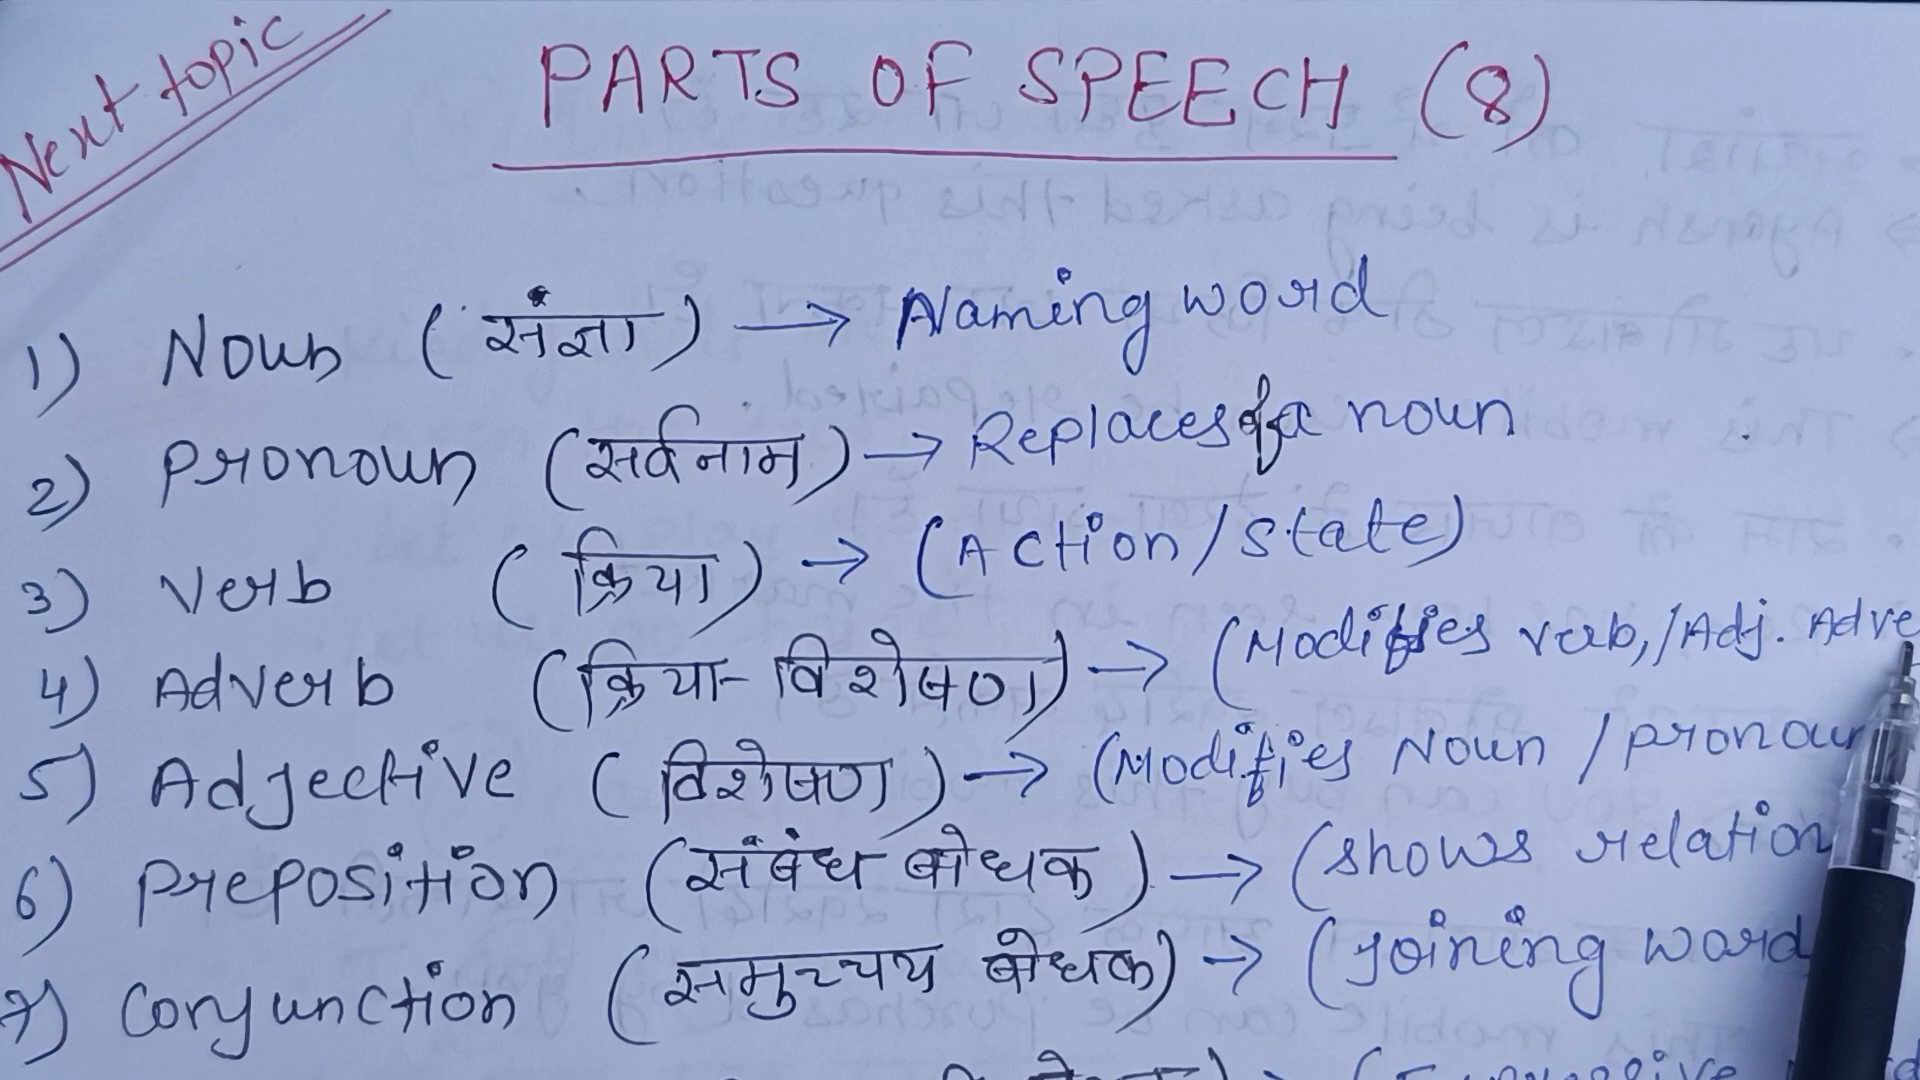 Next topic
PARTS OF SPEECH (8)
1) Noun (संज्ञा) → Naming word
2) Pronoun (सर्वनाम) → Replaces of a noun
3) Verb (क्रिया) → (Action/State)
4) Adverb (क्रिया-विशेषण) → (Modifies verb,/Adj. Adve
5) Adjective (विशेषण) → (Modifies Noun / pronoun
6) Preposition (संबंध बोधक) → (shows relation
7) Conjunction (समुच्चय बोधक) → (Joining word